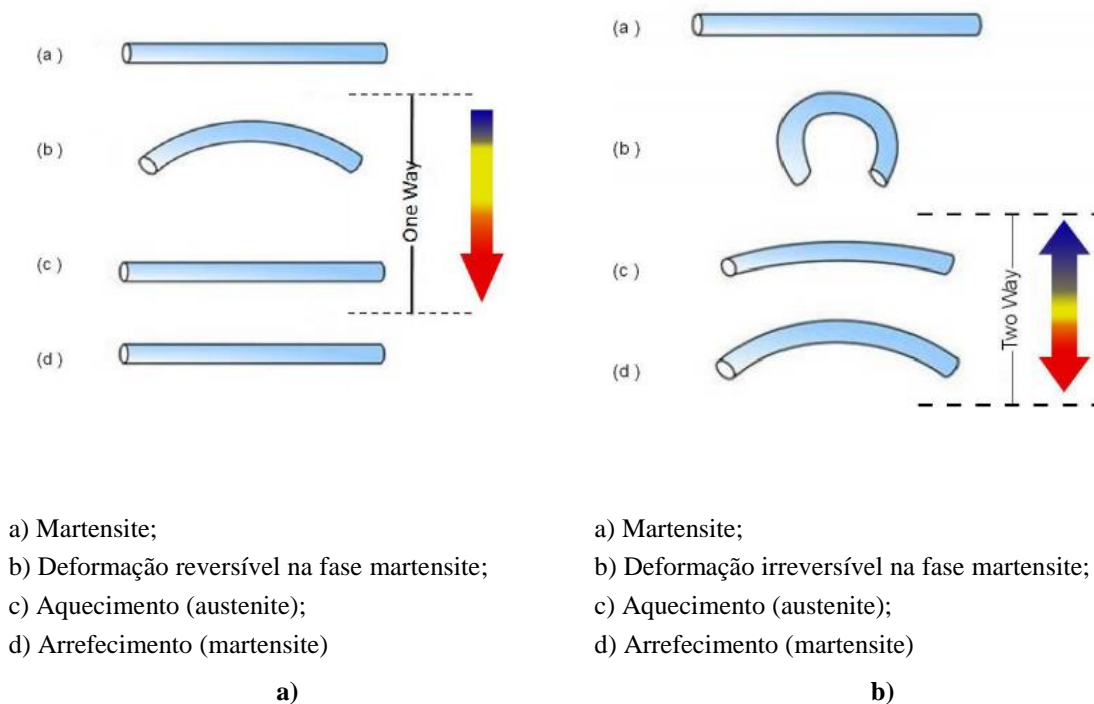 (a )
(b)
(c )
(d )
One Way
(a )
(b )
(c )
(d )
Two Way
a) Martensite;
b) Deformação reversível na fase martensite;
c) Aquecimento (austenite);
d) Arrefecimento (martensite)
a)
a) Martensite;
b) Deformação irreversível na fase martensite;
c) Aquecimento (austenite);
d) Arrefecimento (martensite)
b)